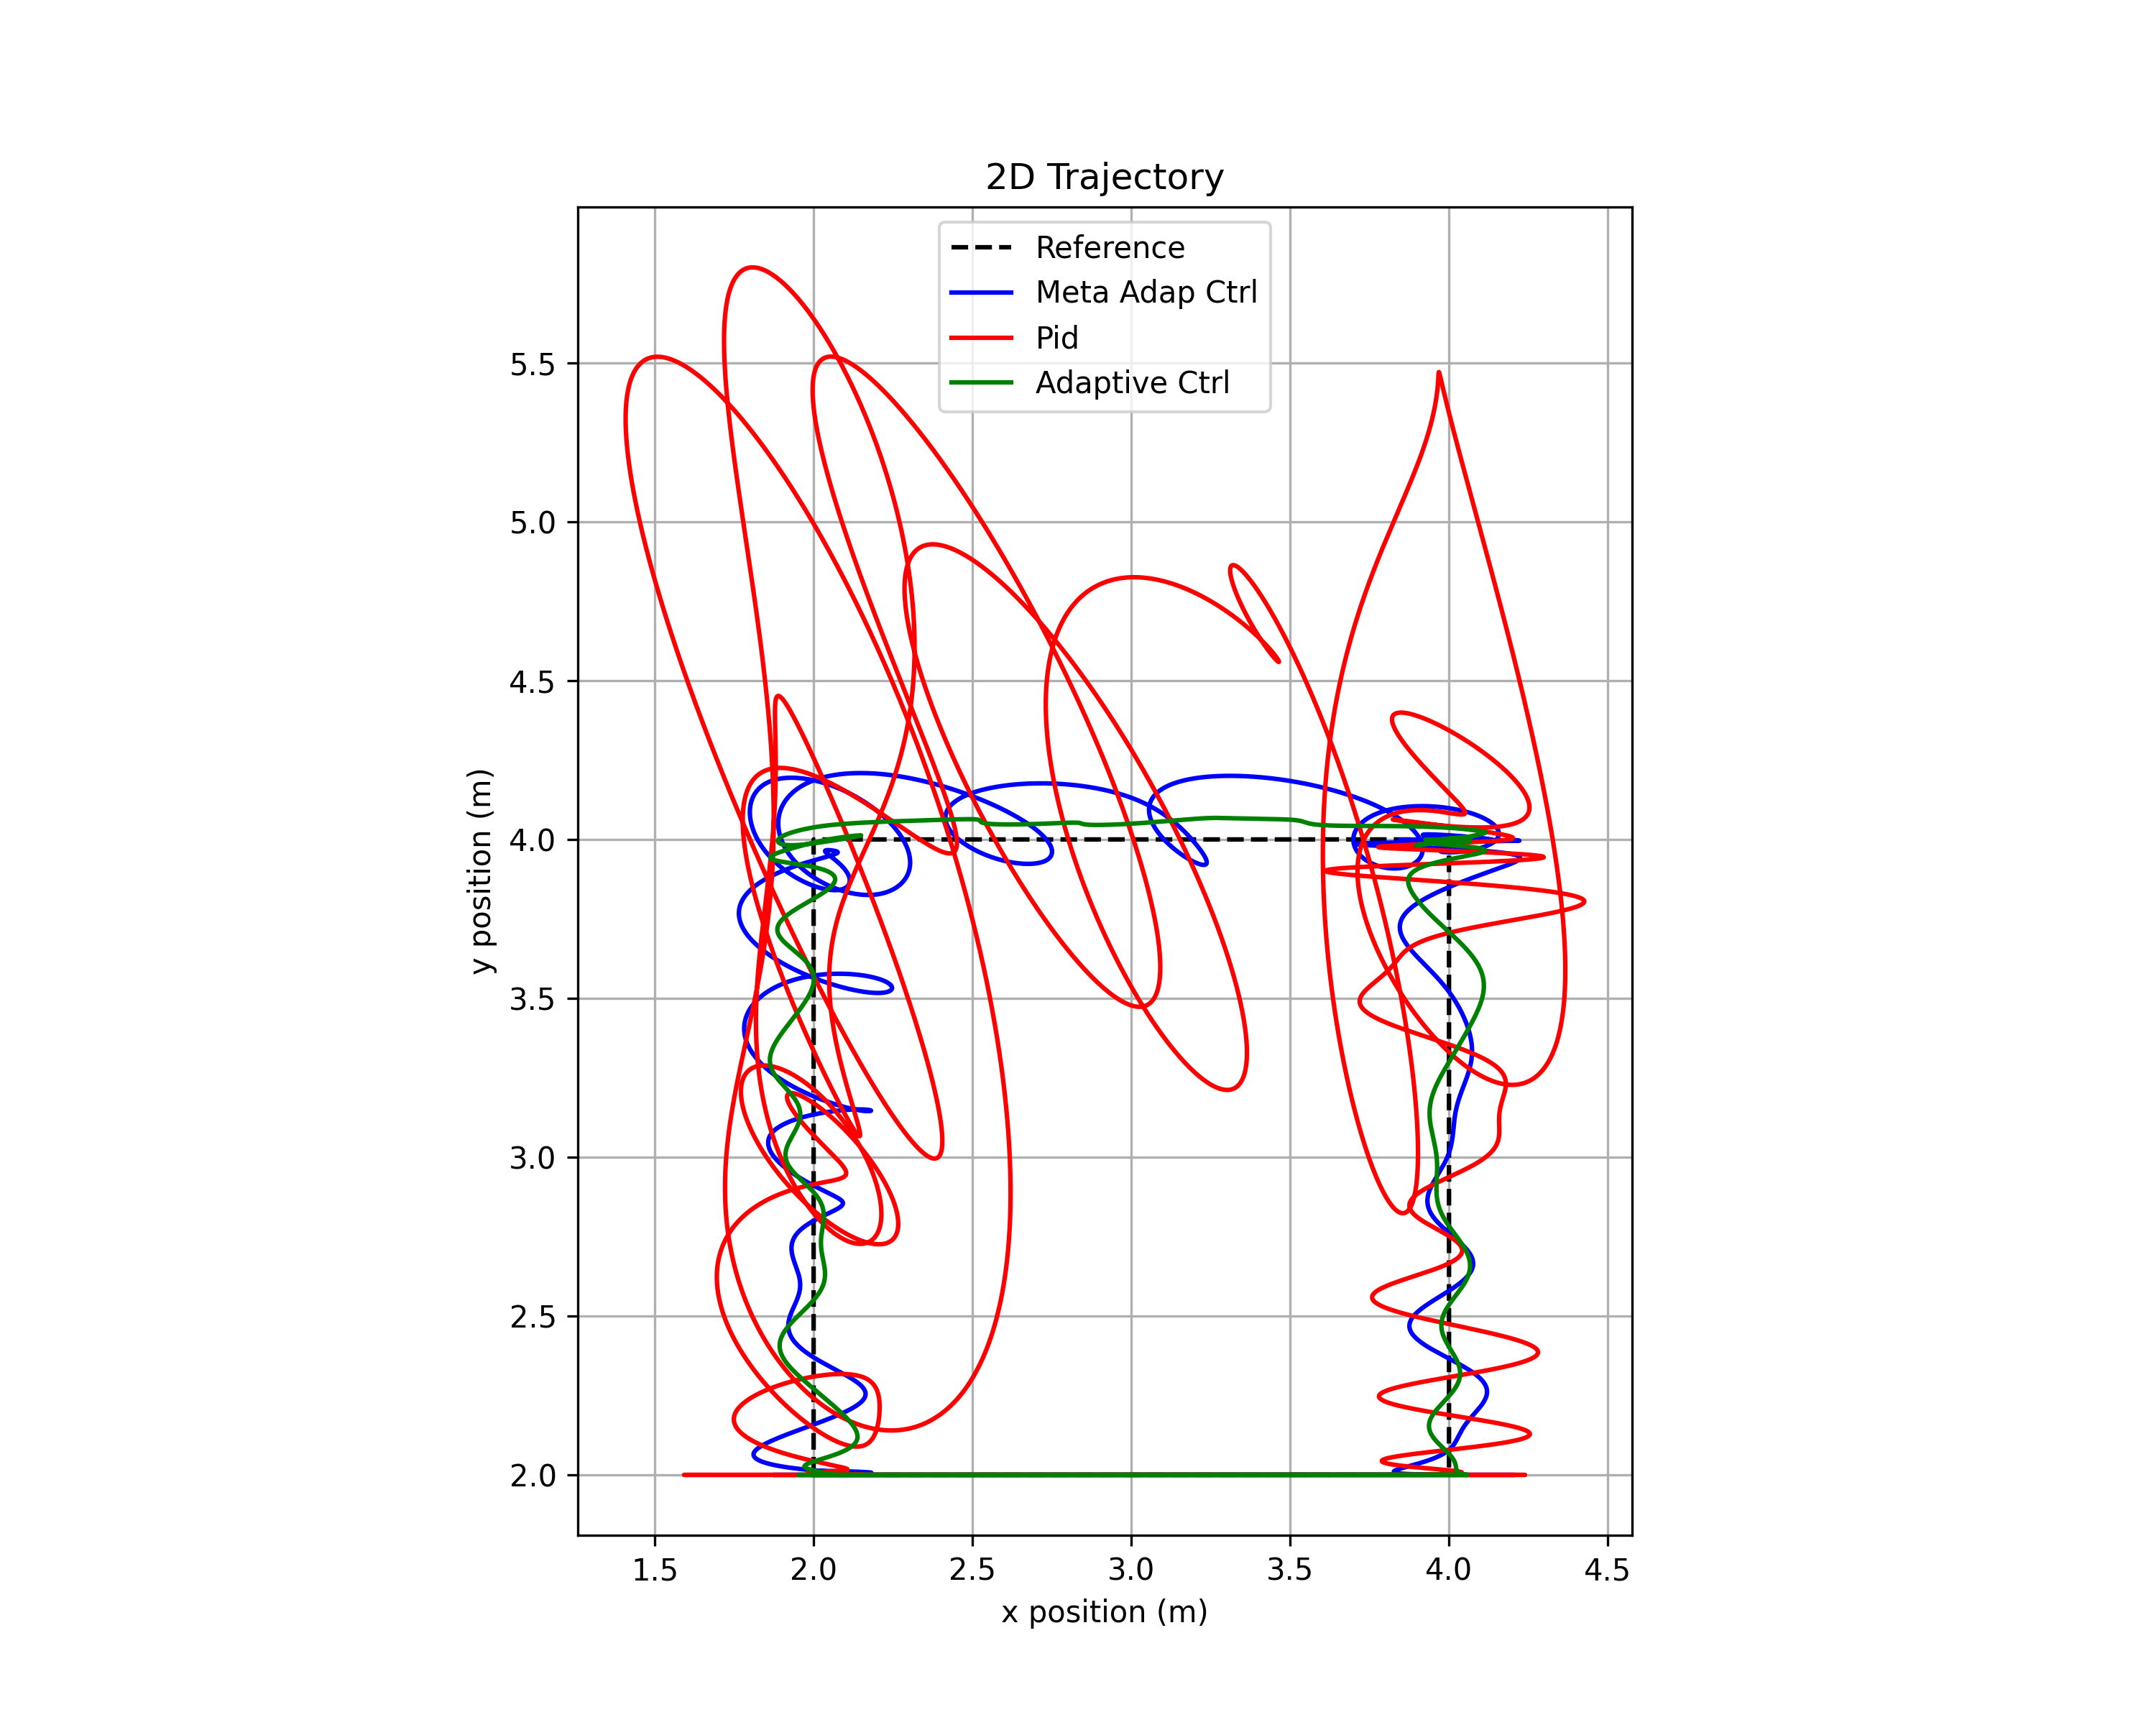 2D Trajectory
Reference
Meta Adap Ctrl
Pid
Adaptive Ctrl
5.5
5.0
4.5
4.0
3.5
3.0
2.5
2.0
y position (m)
1.5 2.0 2.5 3.0 3.5 4.0 4.5
x position (m)